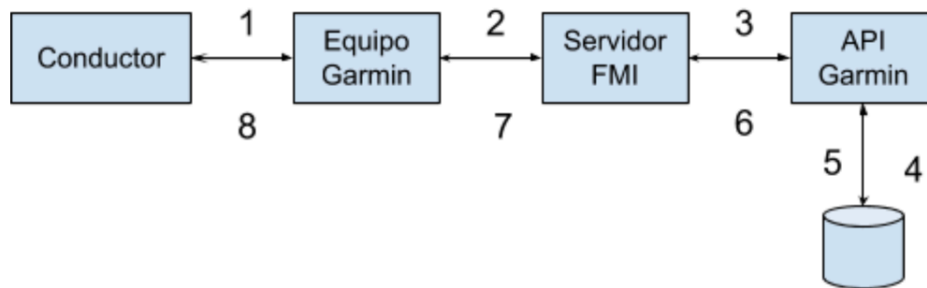 1
2
3
Conductor
Equipo
Garmin
Servidor
FMI
API
Garmin
8
7
6
5
4